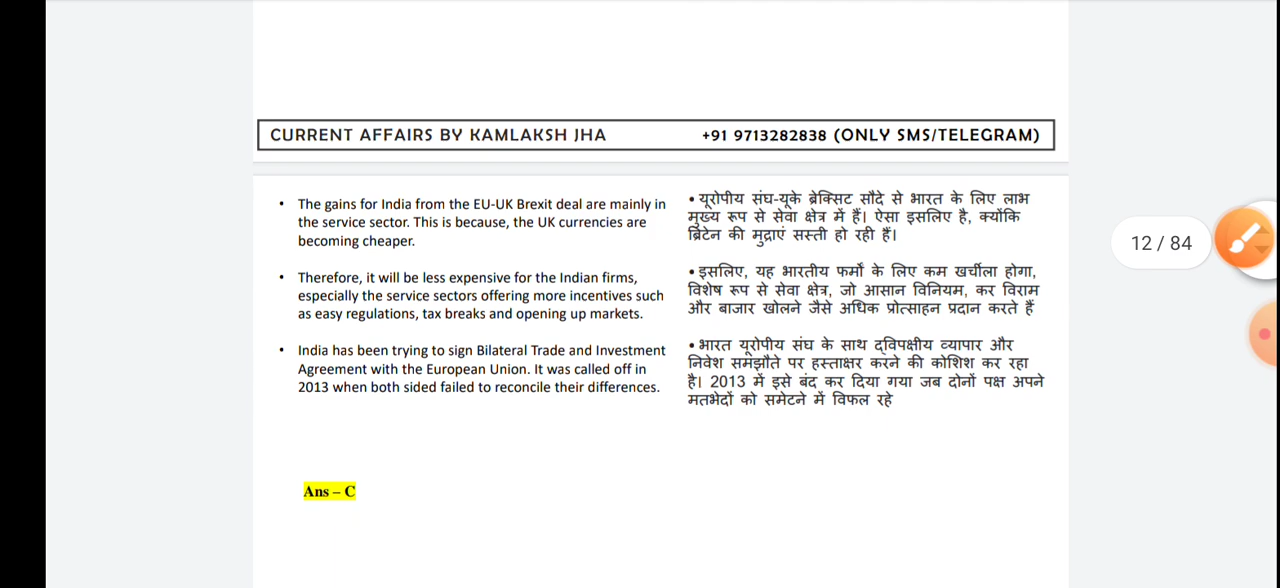 CURRENT AFFAIRS BY KAMLAKSH JHA +91 9713282838 (ONLY SMS/TELEGRAM)
• The gains for India from the EU-UK Brexit deal are mainly in
the service sector. This is because, the UK currencies are
becoming cheaper.
• Therefore, it will be less expensive for the Indian firms,
especially the service sectors offering more incentives such
as easy regulations, tax breaks and opening up markets.
• India has been trying to sign Bilateral Trade and Investment
Agreement with the European Union. It was called off in
2013 when both sided failed to reconcile their differences.
• यूरोपीय संघ-यूके ब्रेक्सिट सौदे से भारत के लिए लाभ
मुख्य रूप से सेवा क्षेत्र में हैं। ऐसा इसलिए है, क्योंकि
ब्रिटेन की मुद्राएं सस्ती हो रही हैं।
• इसलिए, यह भारतीय फर्मों के लिए कम खर्चीला होगा,
विशेष रूप से सेवा क्षेत्र, जो आसान विनियम, कर विराम
और बाजार खोलने जैसे अधिक प्रोत्साहन प्रदान करते हैं
• भारत यूरोपीय संघ के साथ द्विपक्षीय व्यापार और
निवेश समझौते पर हस्ताक्षर करने की कोशिश कर रहा
है। 2013 में इसे बंद कर दिया गया जब दोनों पक्ष अपने
मतभेदों को समेटने में विफल रहे
12 / 84
Ans – C